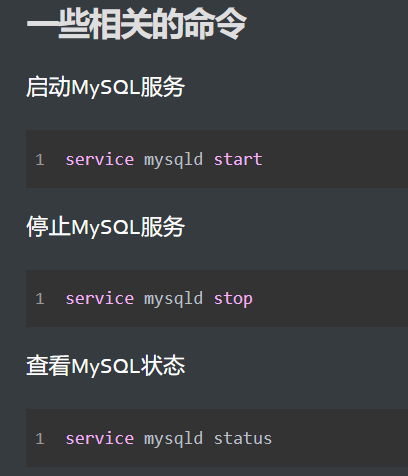 一些相关的命令
启动MySQL服务
1 service mysqld start
停止MySQL服务
1 service mysqld stop
查看MySQL状态
1 service mysqld status